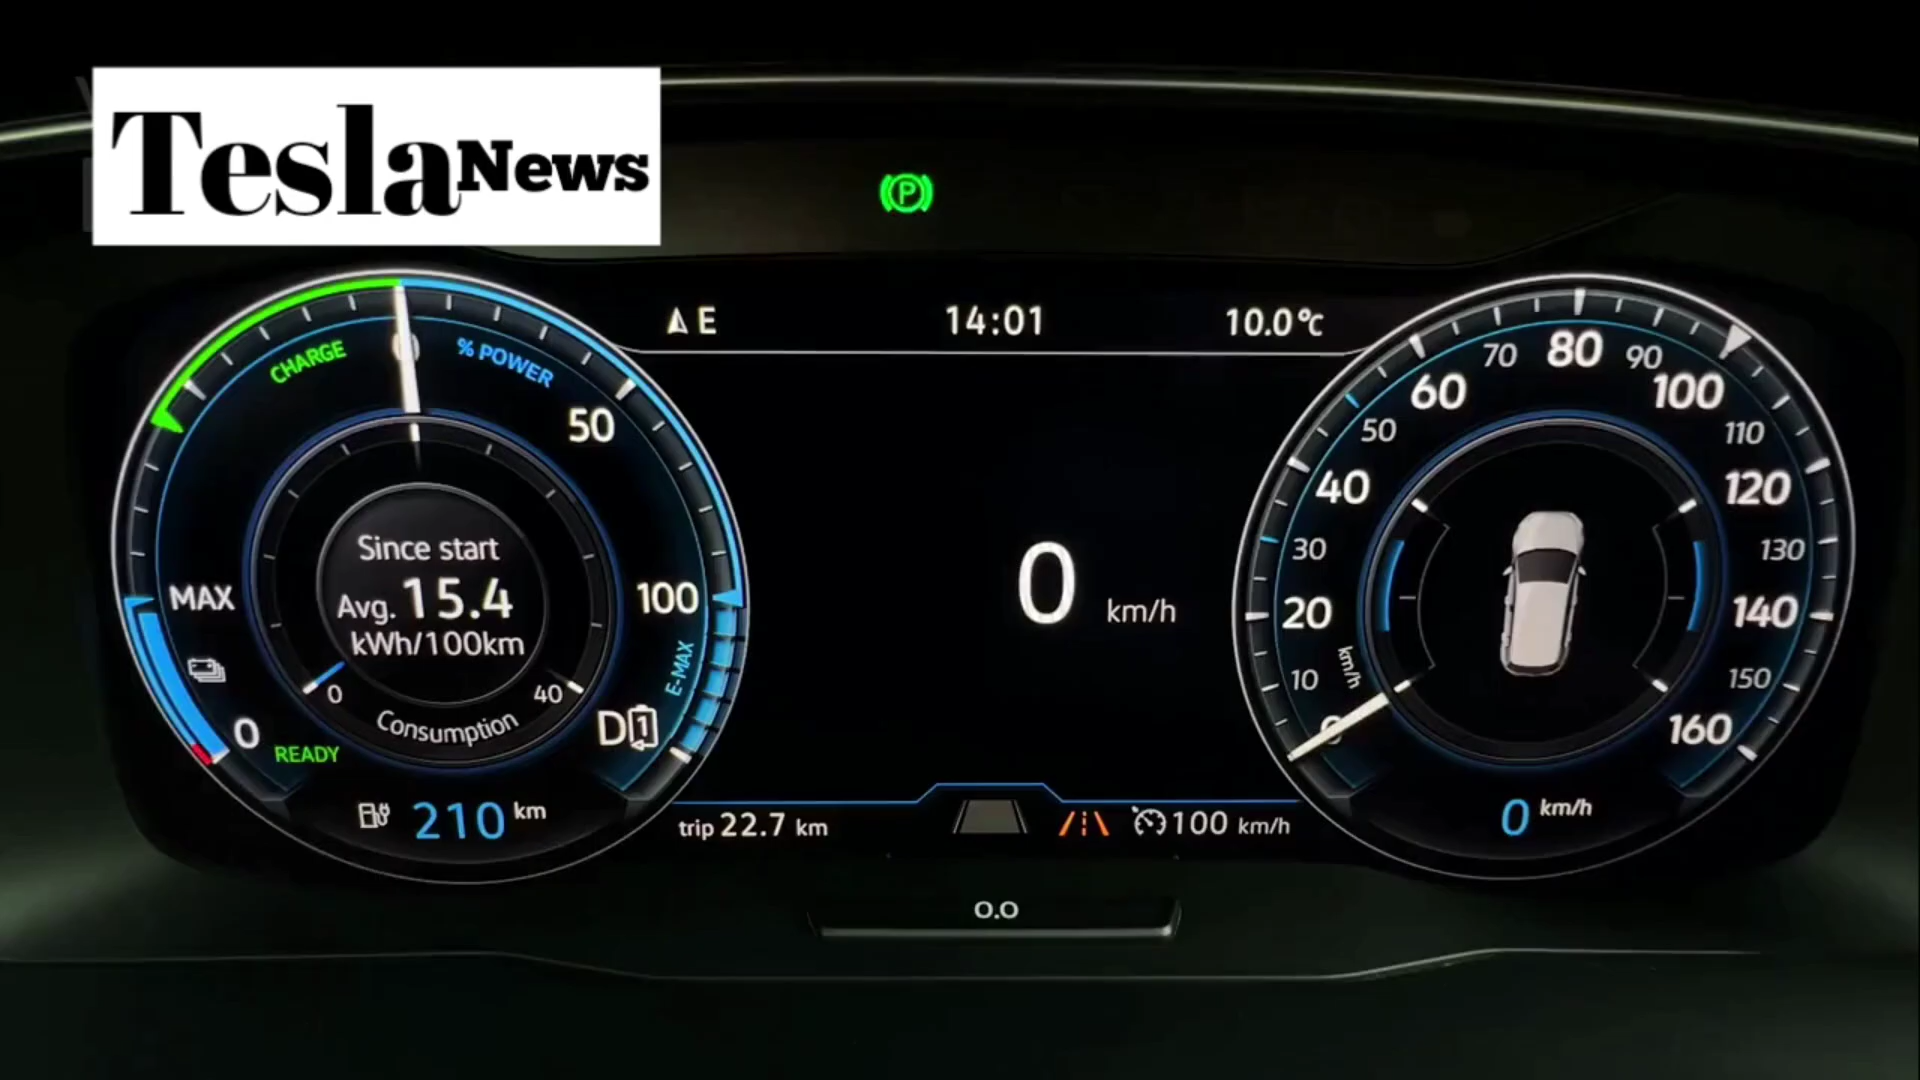 Tesla News
P
E
14:01
10.0°C
CHARGE
0
% POWER
50
100
E-MAX
MAX
0
READY
Since start
Avg. 15.4
kWh/100km
0
40
Consumption
D1
210 km
0 km/h
trip 22.7 km
100 km/h
0.0
0
10
20
30
40
50
60
70
80
90
100
110
120
130
140
150
160
km/h
0 km/h